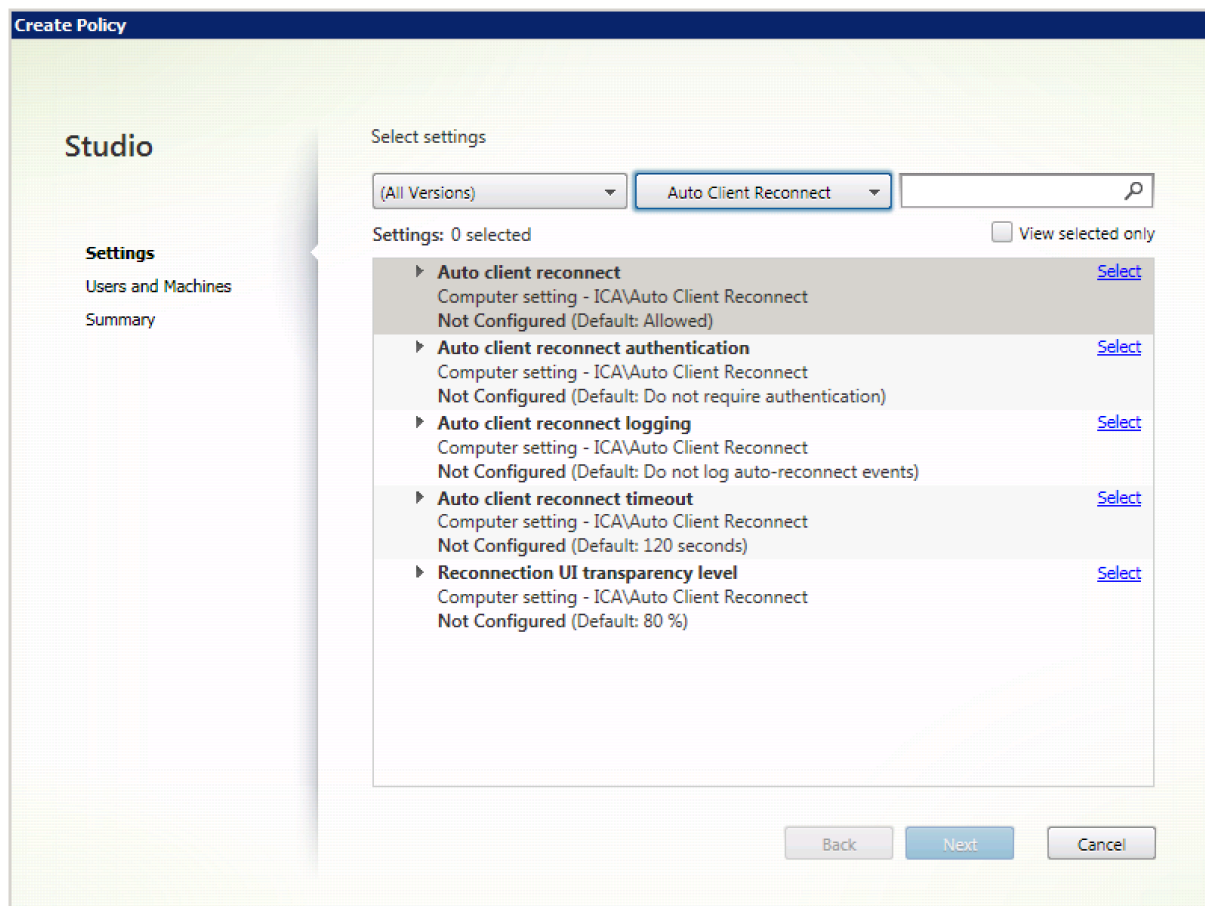 Create Policy
Studio
Settings
Users and Machines
Summary
Select settings
(All Versions) Auto Client Reconnect
Settings: 0 selected View selected only
Auto client reconnect Select
Computer setting - ICA\Auto Client Reconnect
Not Configured (Default: Allowed)
Auto client reconnect authentication Select
Computer setting - ICA\Auto Client Reconnect
Not Configured (Default: Do not require authentication)
Auto client reconnect logging Select
Computer setting - ICA\Auto Client Reconnect
Not Configured (Default: Do not log auto-reconnect events)
Auto client reconnect timeout Select
Computer setting - ICA\Auto Client Reconnect
Not Configured (Default: 120 seconds)
Reconnection UI transparency level Select
Computer setting - ICA\Auto Client Reconnect
Not Configured (Default: 80 %)
Back Next Cancel